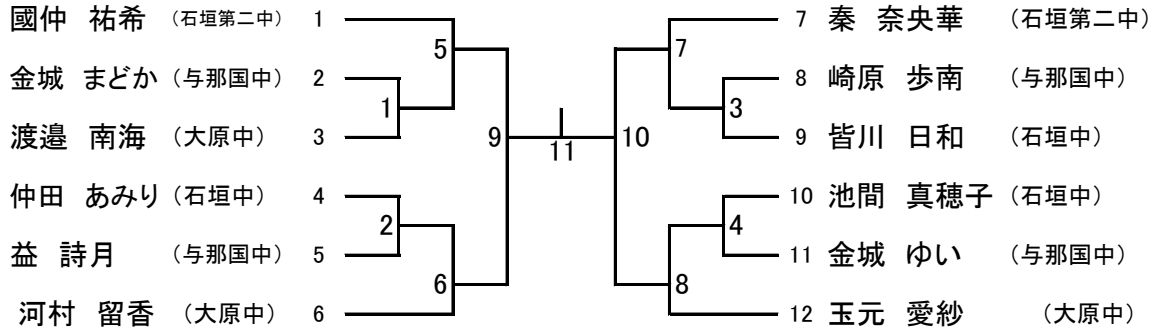 國仲 祐希 (石垣第二中) 1
金城 まどか (与那国中) 2
渡邉 南海 (大原中) 3
仲田 あみり (石垣中) 4
益 詩月 (与那国中) 5
河村 留香 (大原中) 6
5
1
9
2
6
11
7
10
3
4
8
7 秦 奈央華 (石垣第二中)
8 崎原 歩南 (与那国中)
9 皆川 日和 (石垣中)
10 池間 真穂子 (石垣中)
11 金城 ゆい (与那国中)
12 玉元 愛紗 (大原中)